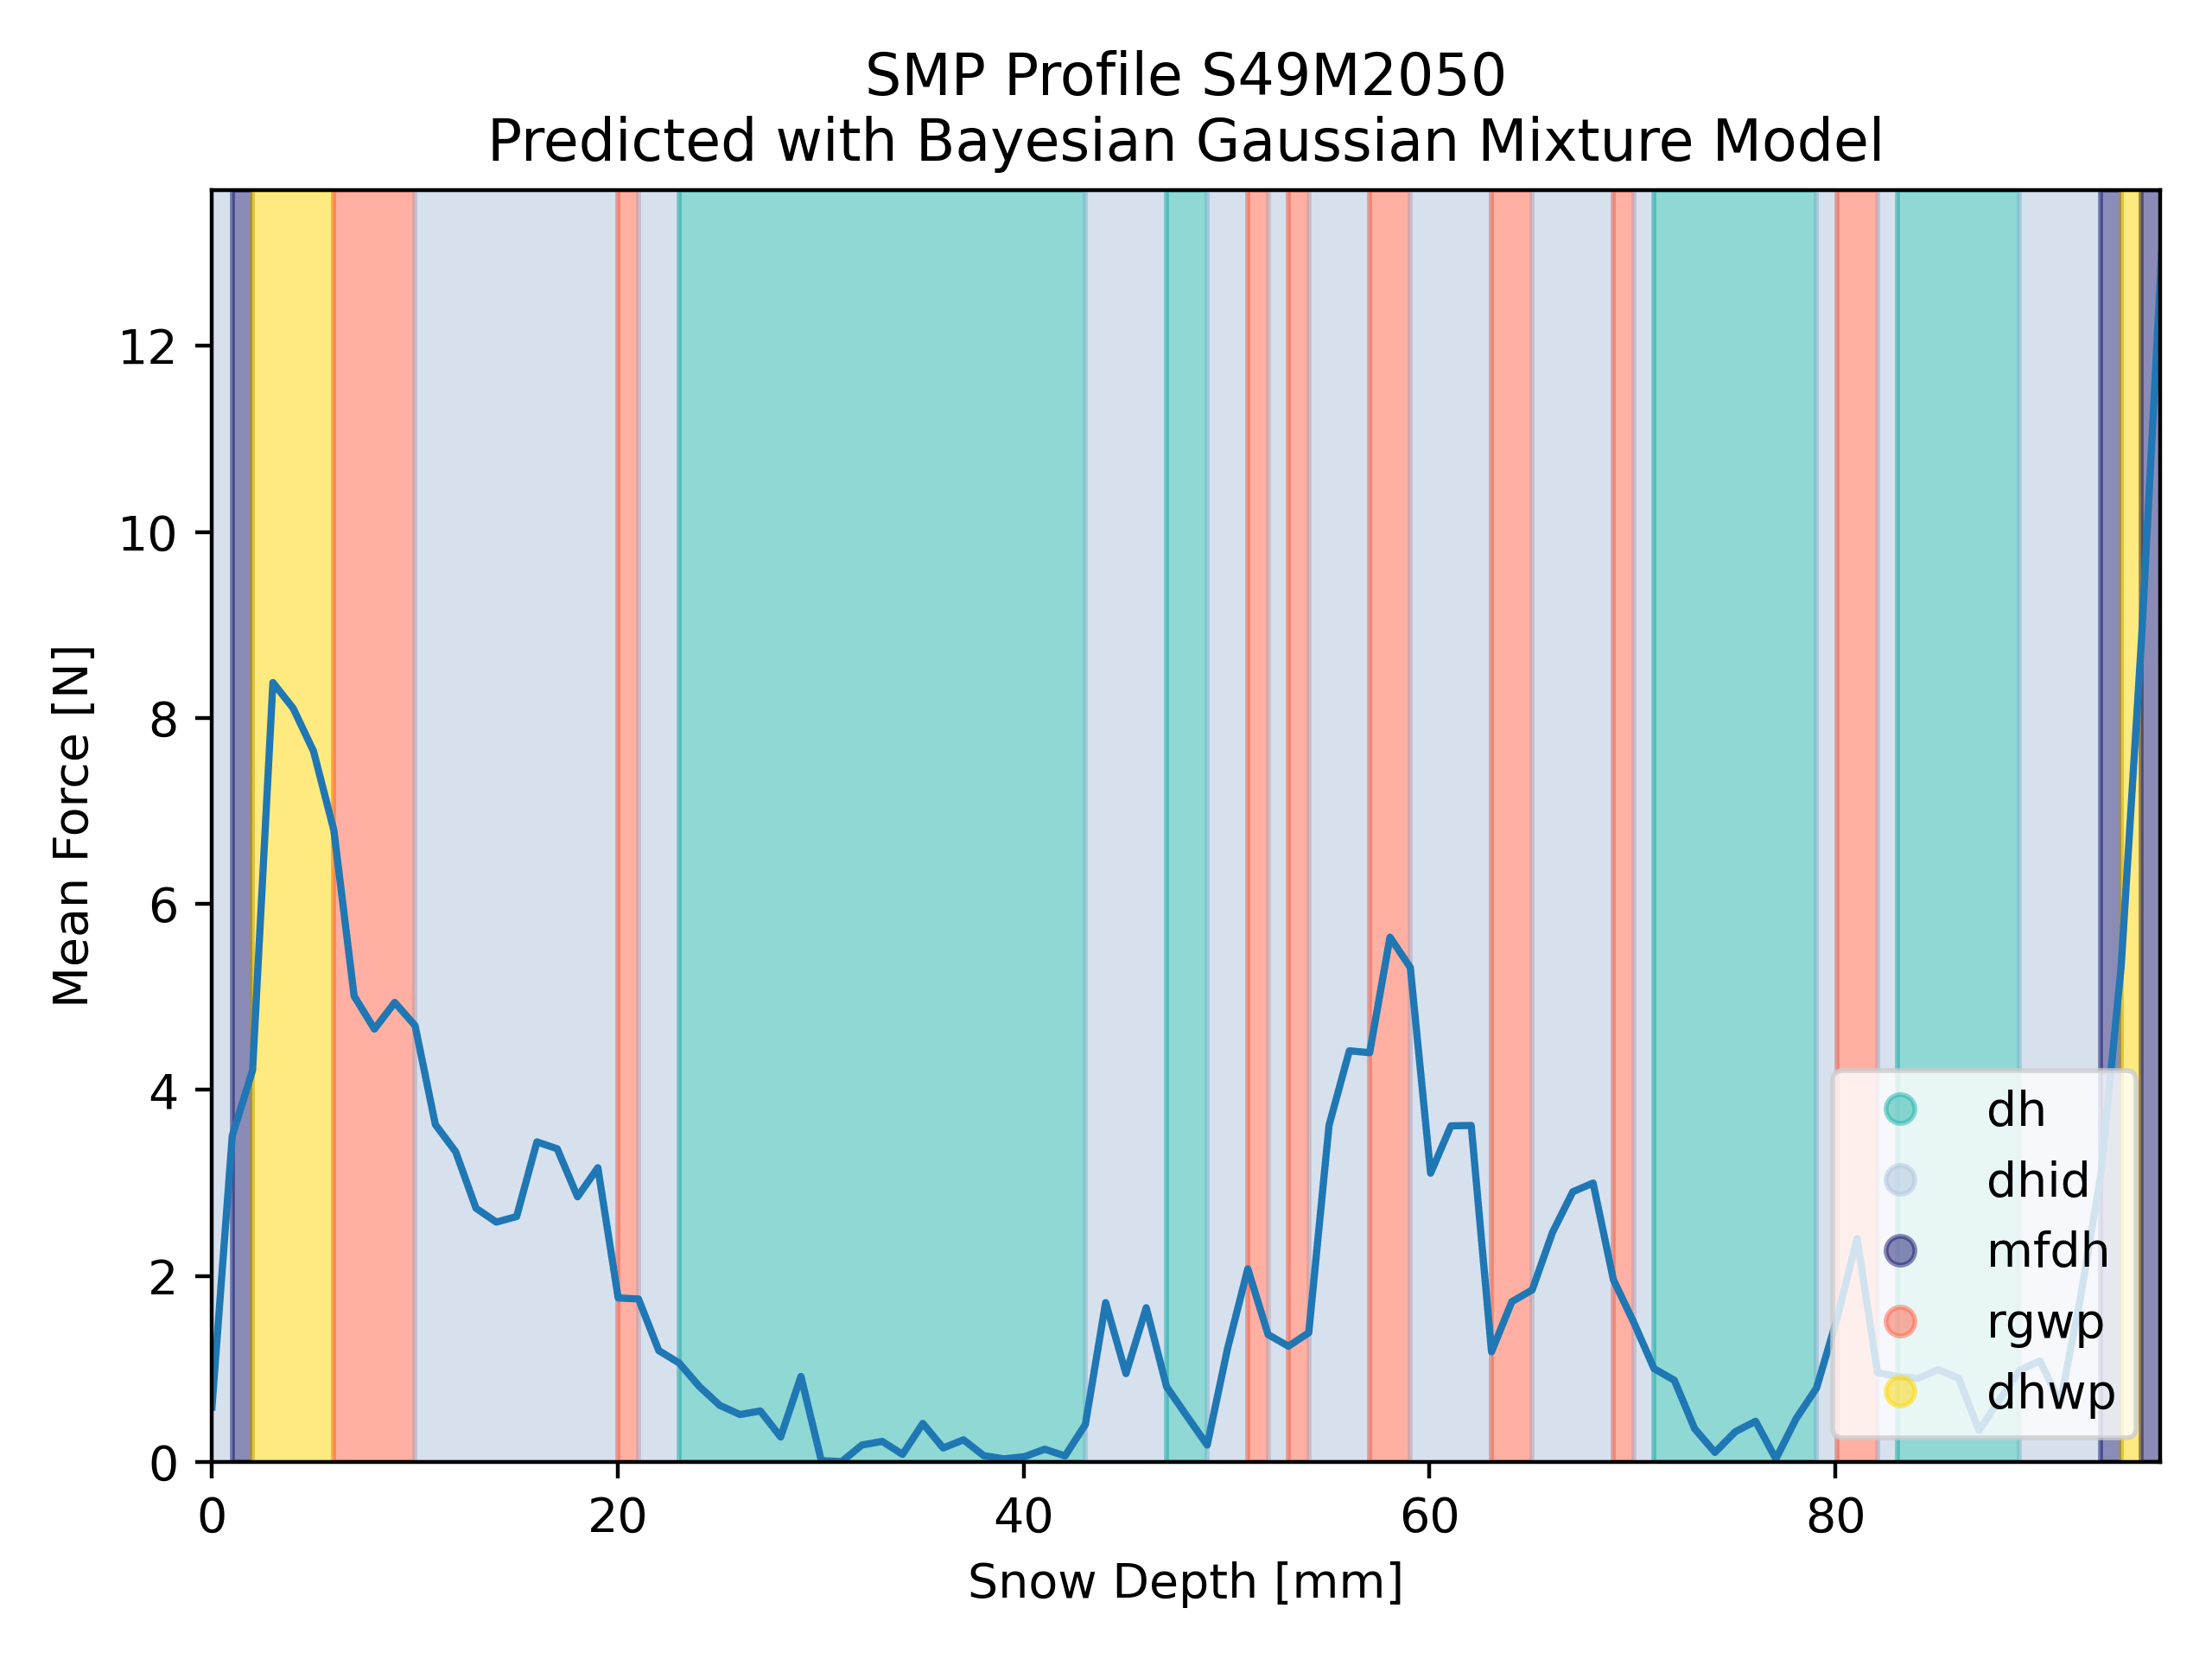 SMP Profile S49M2050
Predicted with Bayesian Gaussian Mixture Model
Mean Force [N]
12
10
8
6
4
2
0
0 20 40 60 80
Snow Depth [mm]
dh
dhid
mfdh
rgwp
dhwp